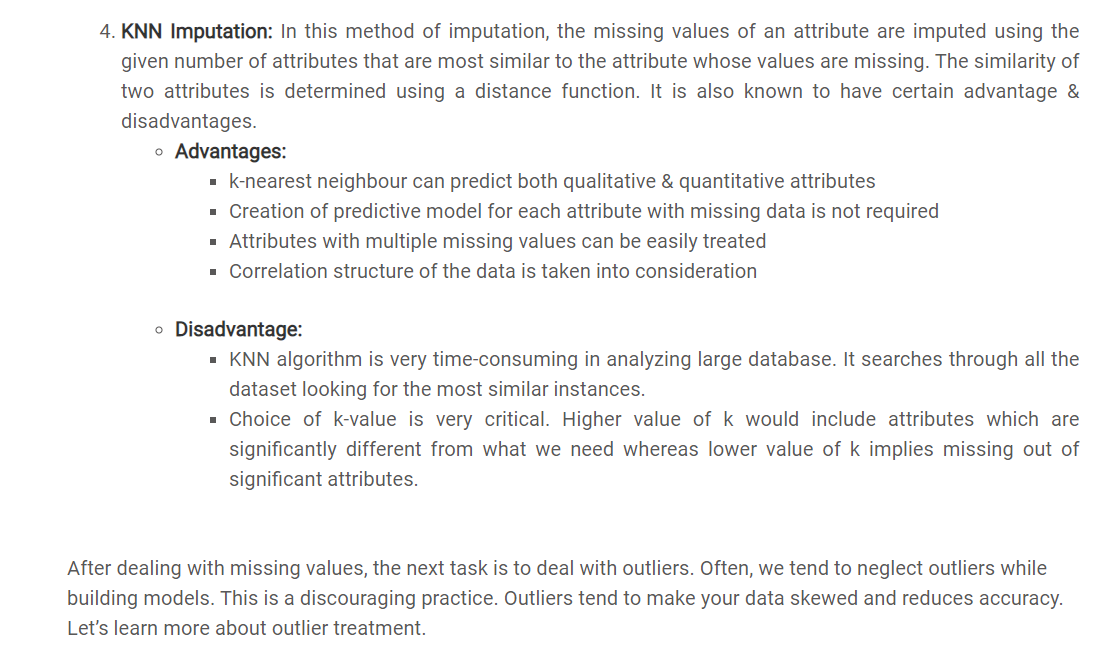 4. KNN Imputation: In this method of imputation, the missing values of an attribute are imputed using the
given number of attributes that are most similar to the attribute whose values are missing. The similarity of
two attributes is determined using a distance function. It is also known to have certain advantage &
disadvantages.
Advantages:
k-nearest neighbour can predict both qualitative & quantitative attributes
Creation of predictive model for each attribute with missing data is not required
Attributes with multiple missing values can be easily treated
Correlation structure of the data is taken into consideration
Disadvantage:
KNN algorithm is very time-consuming in analyzing large database. It searches through all the
dataset looking for the most similar instances.
Choice of k-value is very critical. Higher value of k would include attributes which are
significantly different from what we need whereas lower value of k implies missing out of
significant attributes.
After dealing with missing values, the next task is to deal with outliers. Often, we tend to neglect outliers while
building models. This is a discouraging practice. Outliers tend to make your data skewed and reduces accuracy.
Let’s learn more about outlier treatment.